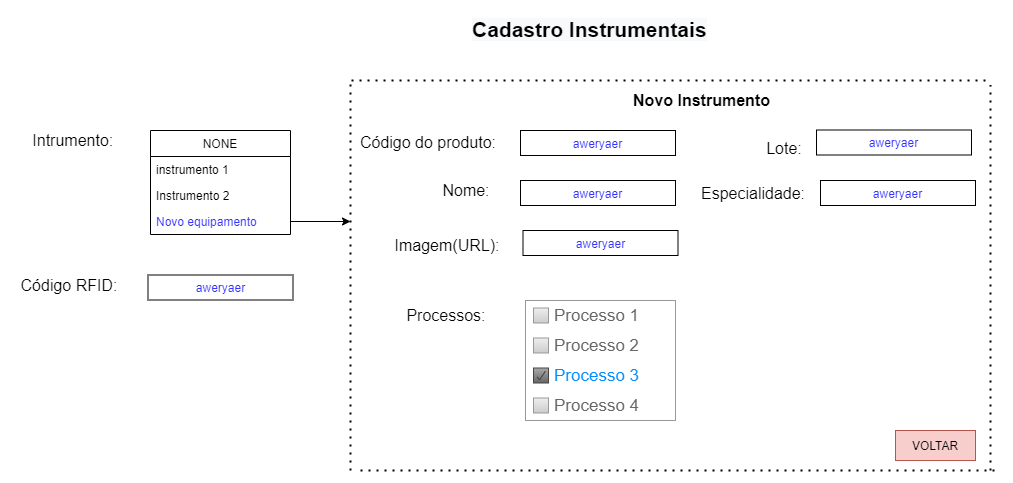 Cadastro Instrumentais
Intrumento:
NONE
instrumento 1
Instrumento 2
Novo equipamento
Código RFID:
aweryaer
Novo Instrumento
Código do produto:
aweryaer
Lote:
aweryaer
Nome:
aweryaer
Especialidade:
aweryaer
Imagem(URL):
aweryaer
Processos:
Processo 1
Processo 2
Processo 3
Processo 4
VOLTAR